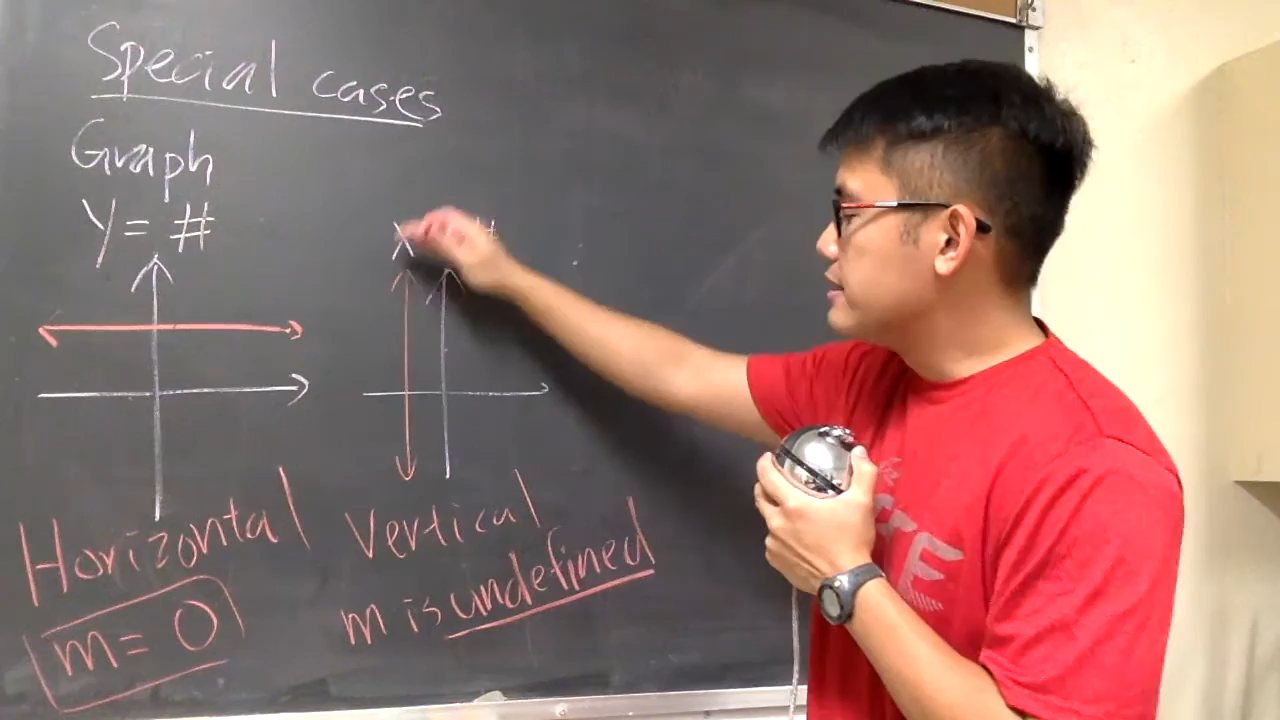 Special cases
Graph
Y = #
X #
Horizontal
m = 0
Vertical
m is undefined